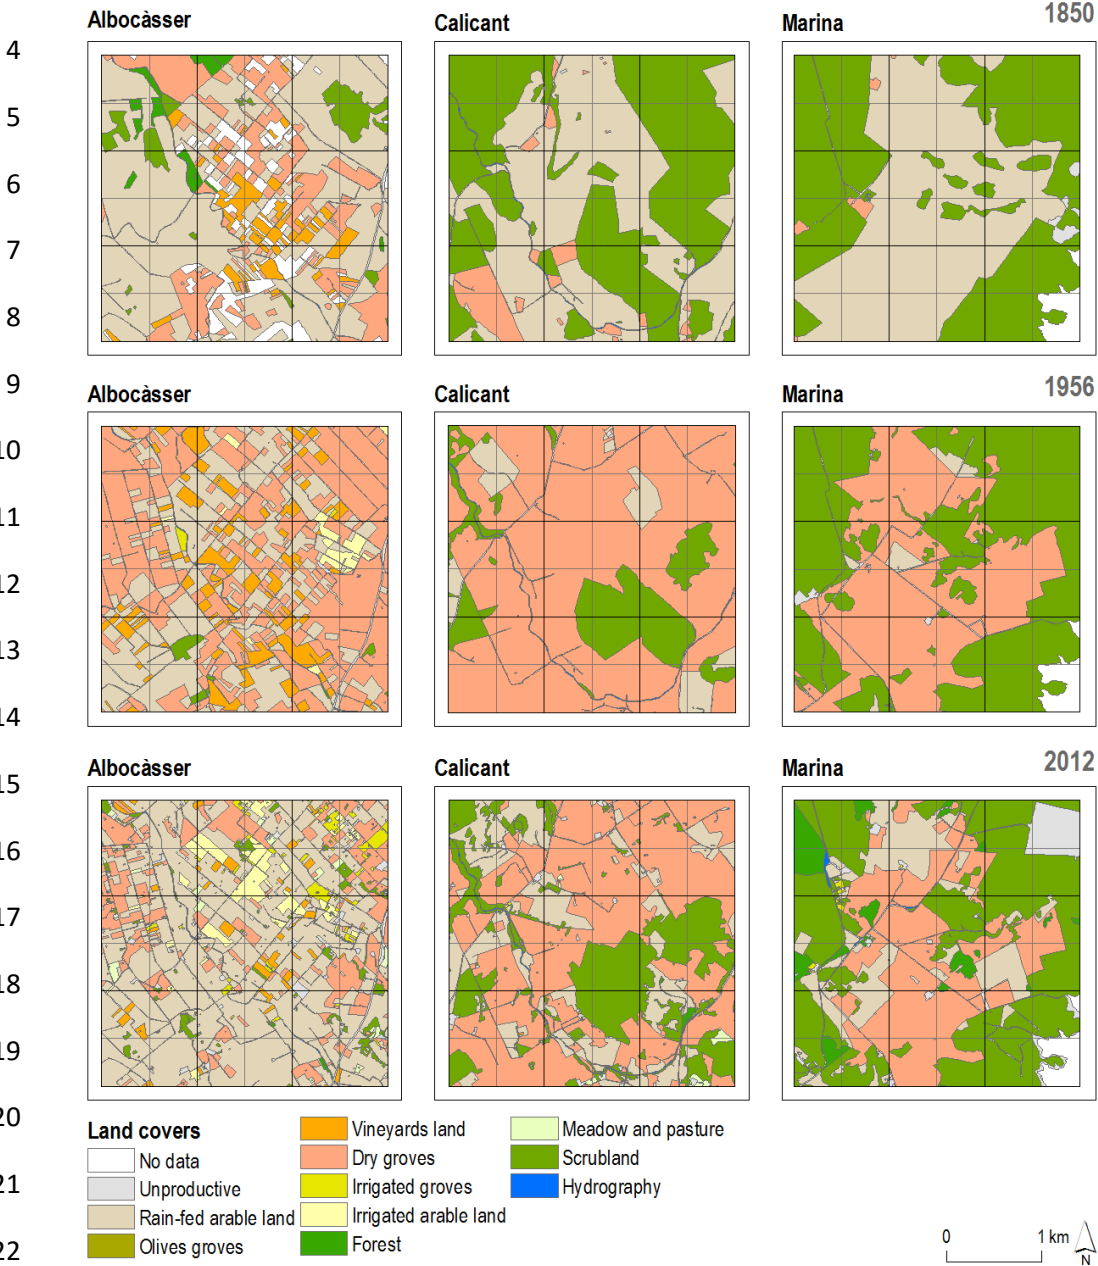 Albocàsser Calicant Marina 1850
4
5
6
7
8
9
Albocàsser Calicant Marina 1956
10
11
12
13
14
Albocàsser Calicant Marina 2012
15
16
17
18
19
20
Land covers
No data
Unproductive
Rain-fed arable land
Olives groves
Vineyards land
Dry groves
Irrigated groves
Irrigated arable land
Forest
Meadow and pasture
Scrubland
Hydrography
21
22
0 1 km
N